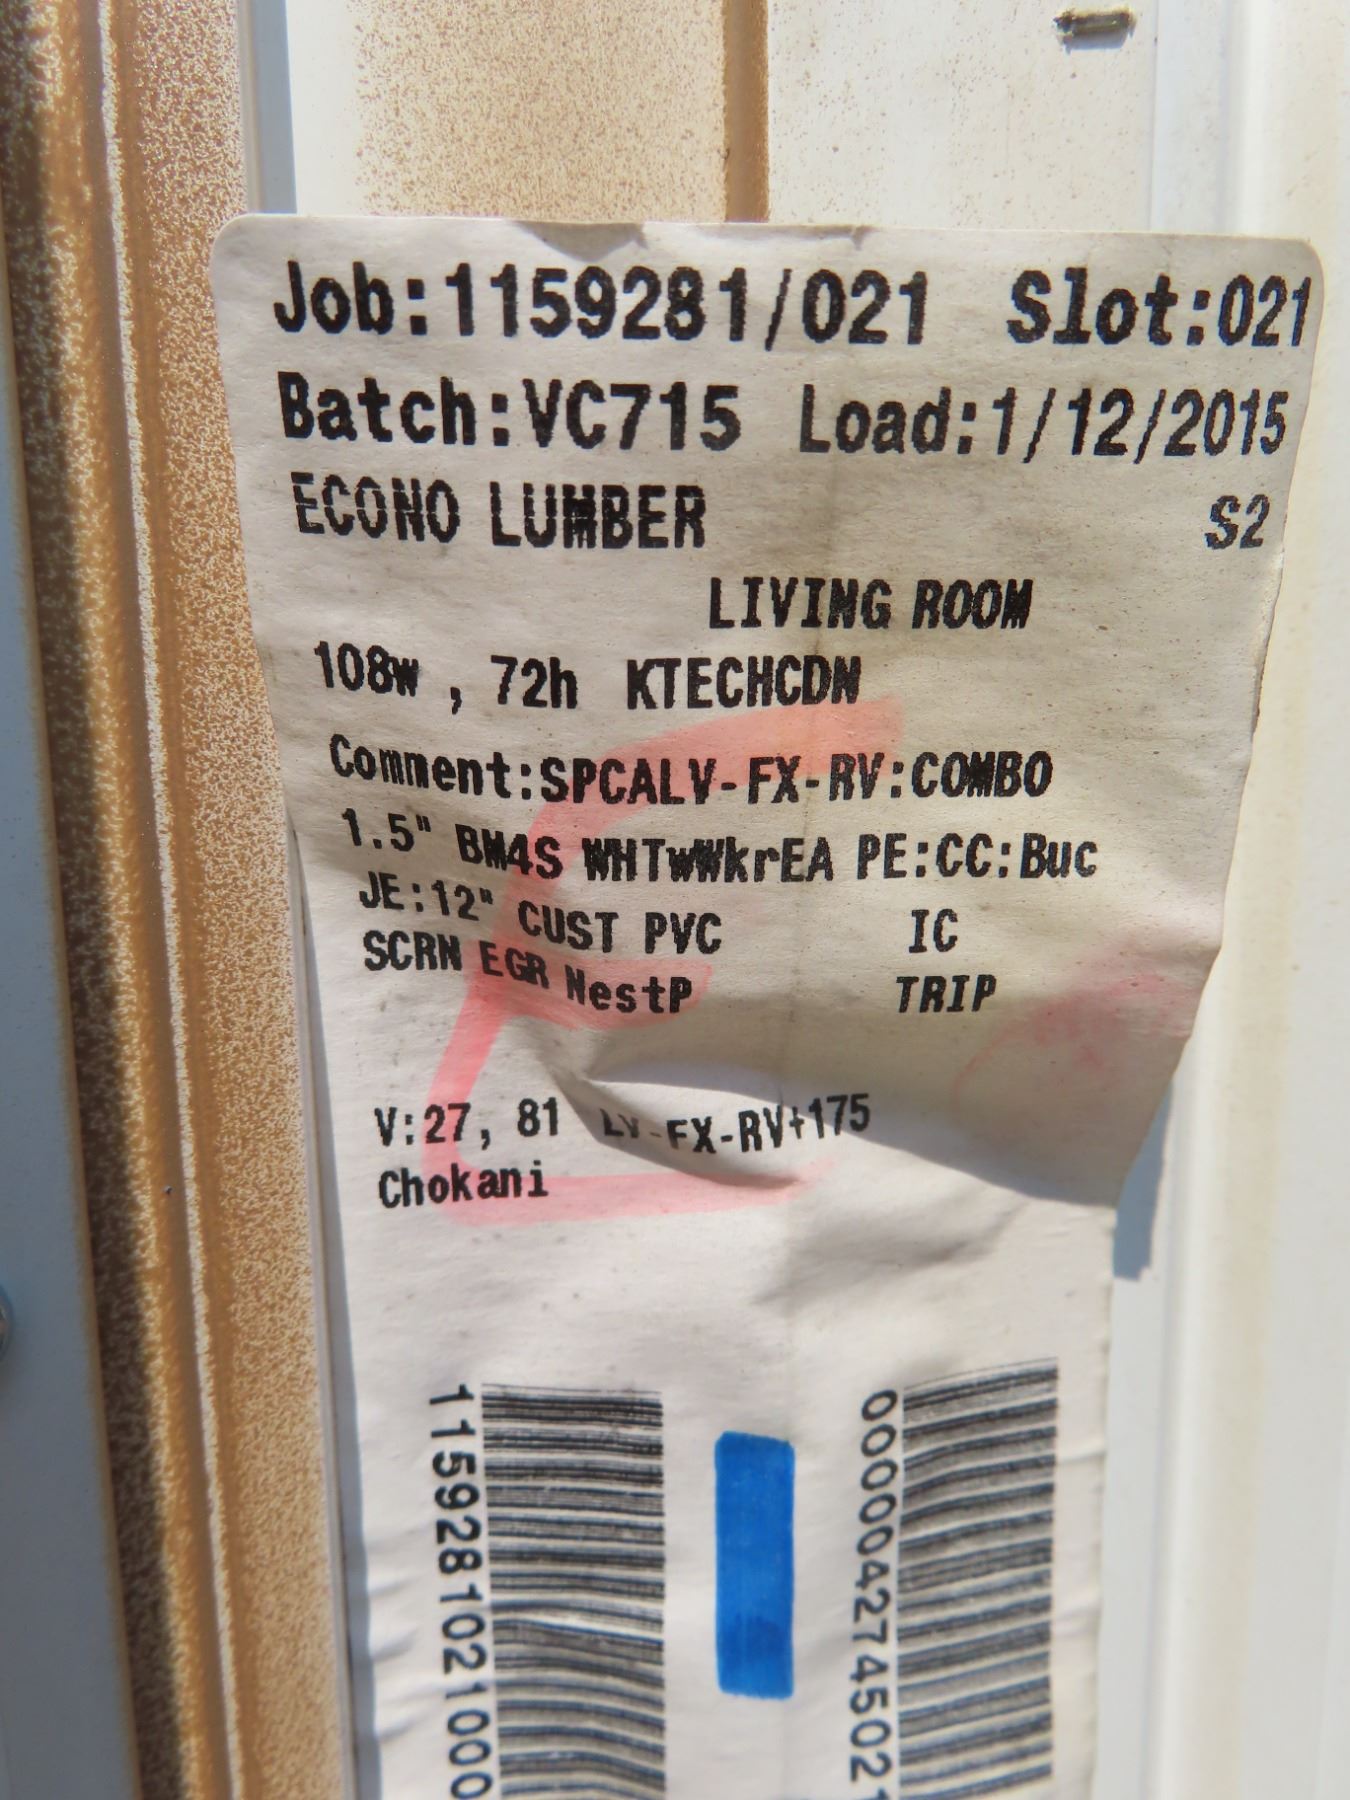 Job:1159281/021 Slot:021
Batch:VC715 Load:1/12/2015
ECONO LUMBER S2
LIVING ROOM
108w , 72h KTECHCDN
Comment:SPCALV-FX-RV:COMBO
1.5" BM4S WHTwWkrEA PE:CC:Buc
JE:12" CUST PVC IC
SCRN EGR NestP TRIP
V:27, 81 LV-FX-RV+175
Chokani
1159281021000
0000042745021